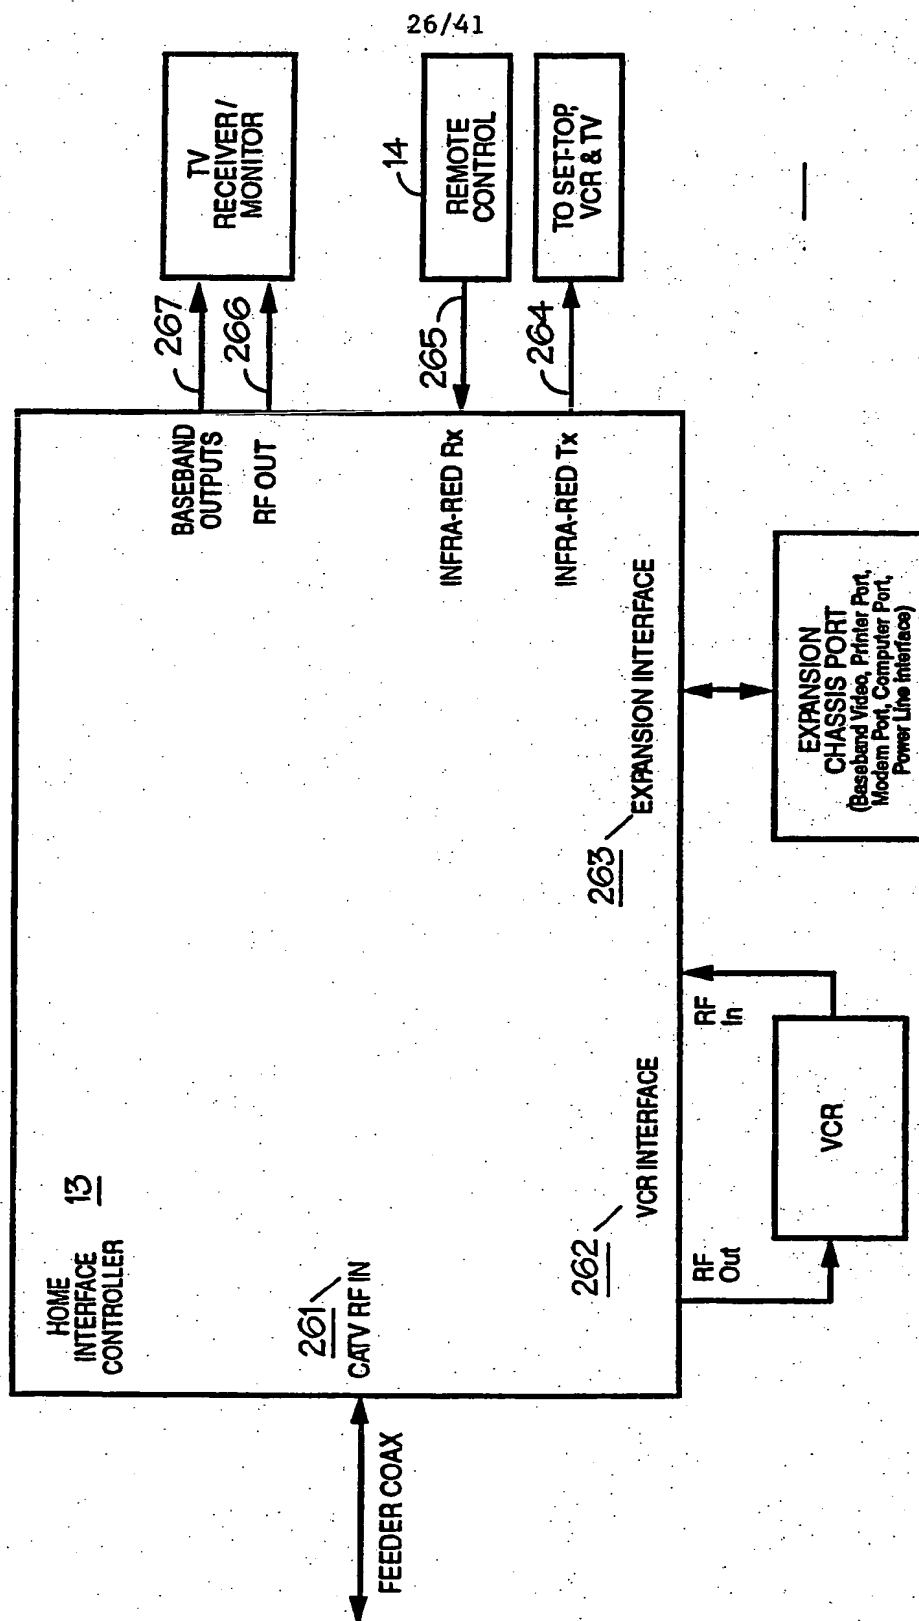 26/41
HOME
INTERFACE
CONTROLLER
13
261
CATV RF IN
FEEDER COAX
262
VCR INTERFACE
263
EXPANSION INTERFACE
BASEBAND
OUTPUTS
RF OUT
INFRA-RED Rx
INFRA-RED Tx
267
266
265
264
TV
RECEIVER/
MONITOR
14
REMOTE
CONTROL
TO SET-TOP,
VCR & TV
RF
Out
RF
In
VCR
EXPANSION
CHASSIS PORT
(Baseband Video, Printer Port,
Modem Port, Computer Port,
Power Line Interface)